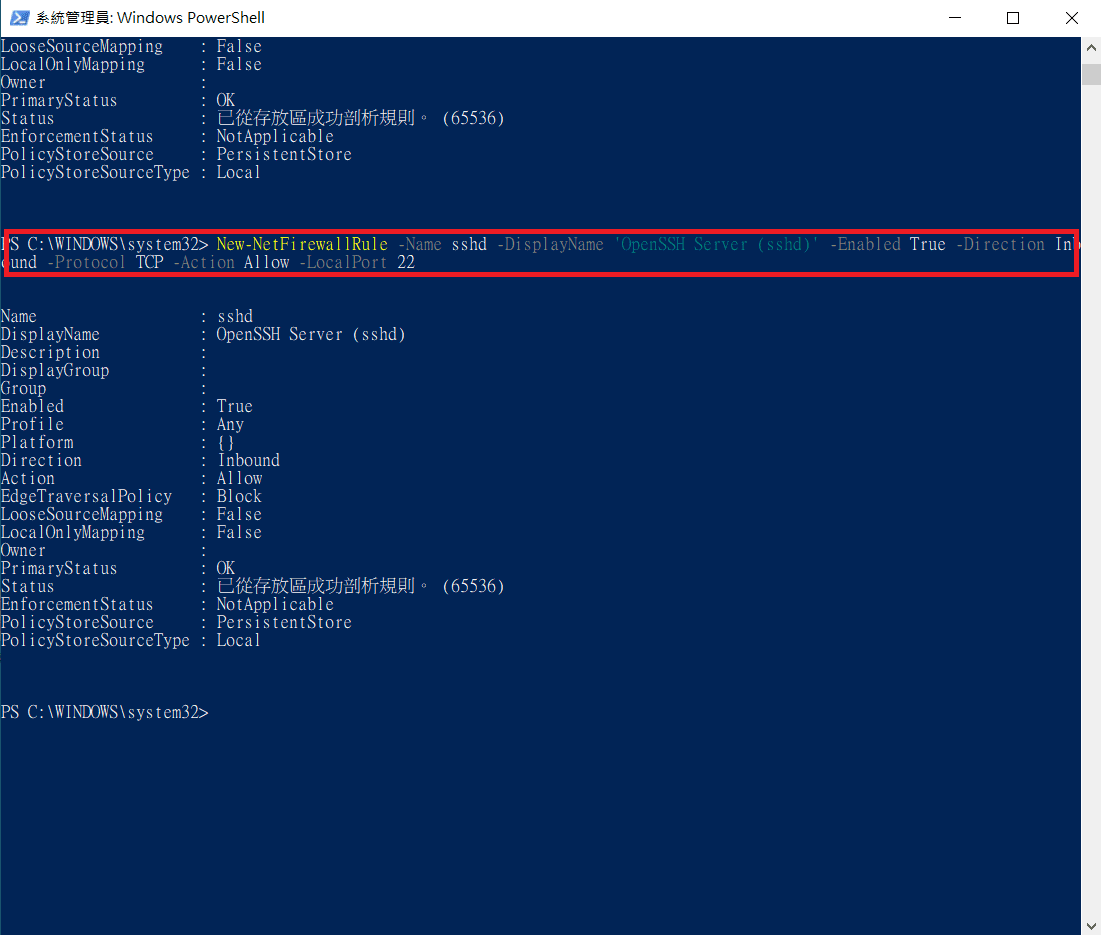 系統管理員: Windows PowerShell
LooseSourceMapping : False
LocalOnlyMapping : False
Owner :
PrimaryStatus : OK
Status : 已從存放區成功剖析規則。 (65536)
EnforcementStatus : NotApplicable
PolicyStoreSource : PersistentStore
PolicyStoreSourceType : Local
PS C:\WINDOWS\system32> New-NetFirewallRule -Name sshd -DisplayName 'OpenSSH Server (sshd)' -Enabled True -Direction Inb
ound -Protocol TCP -Action Allow -LocalPort 22
Name : sshd
DisplayName : OpenSSH Server (sshd)
Description :
DisplayGroup :
Group :
Enabled : True
Profile : Any
Platform : {}
Direction : Inbound
Action : Allow
EdgeTraversalPolicy : Block
LooseSourceMapping : False
LocalOnlyMapping : False
Owner :
PrimaryStatus : OK
Status : 已從存放區成功剖析規則。 (65536)
EnforcementStatus : NotApplicable
PolicyStoreSource : PersistentStore
PolicyStoreSourceType : Local
PS C:\WINDOWS\system32>